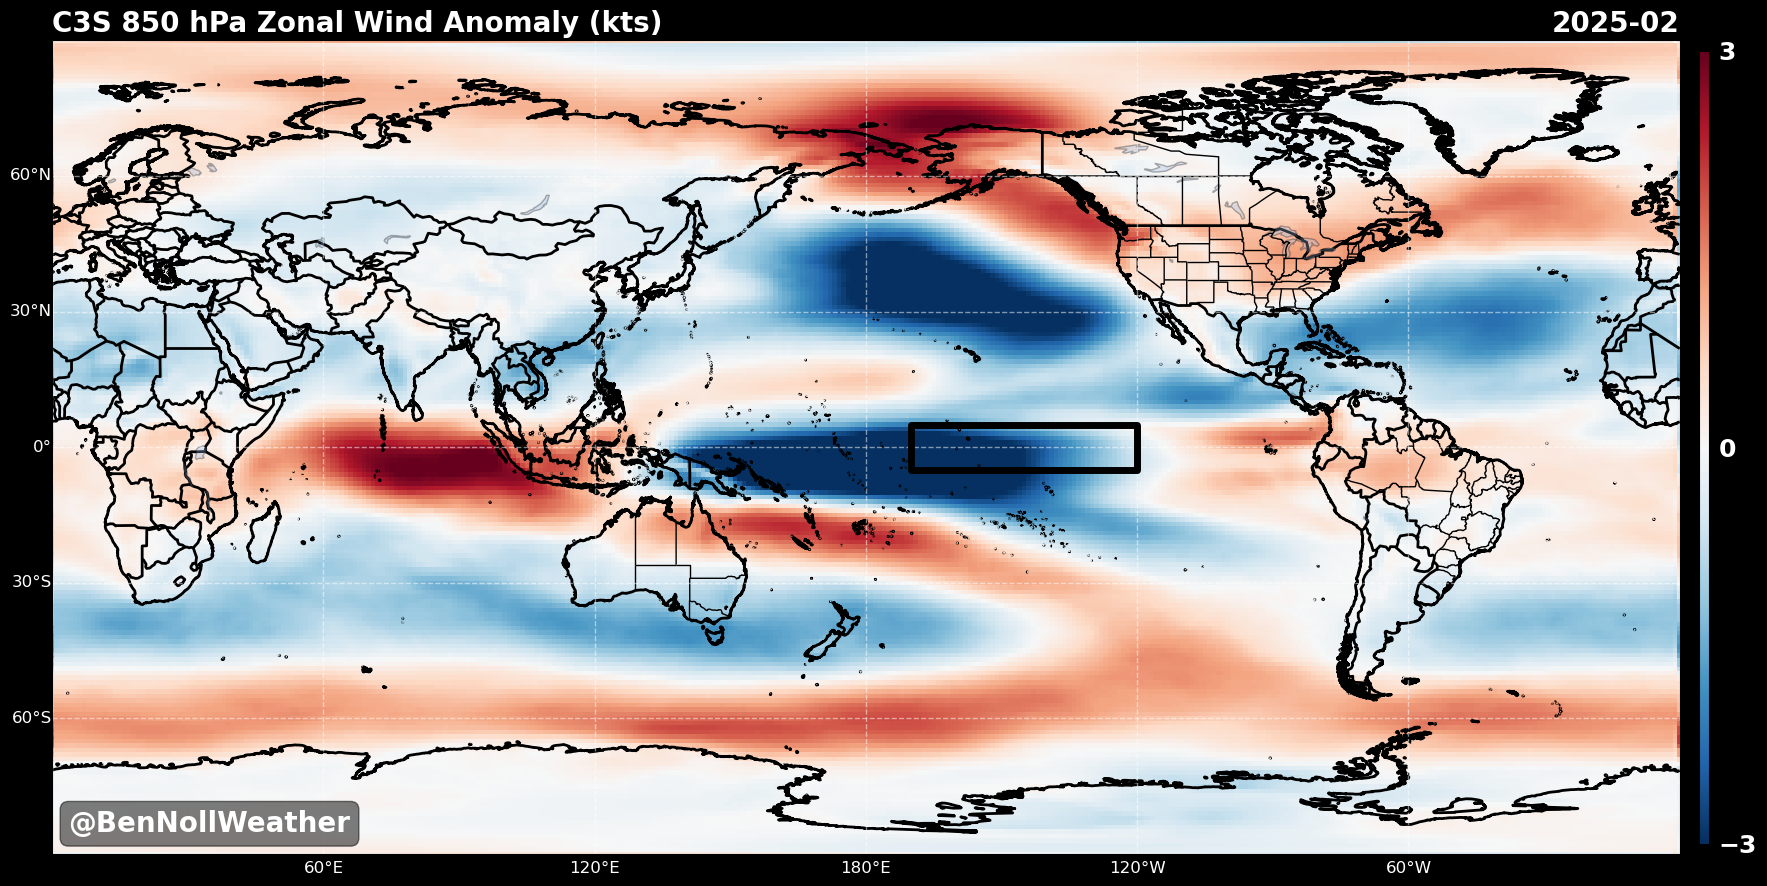 C3S 850 hPa Zonal Wind Anomaly (kts)
2025-02
3
0
−3
60°N
30°N
0°
30°S
60°S
60°E
120°E
180°E
120°W
60°W
@BenNollWeather